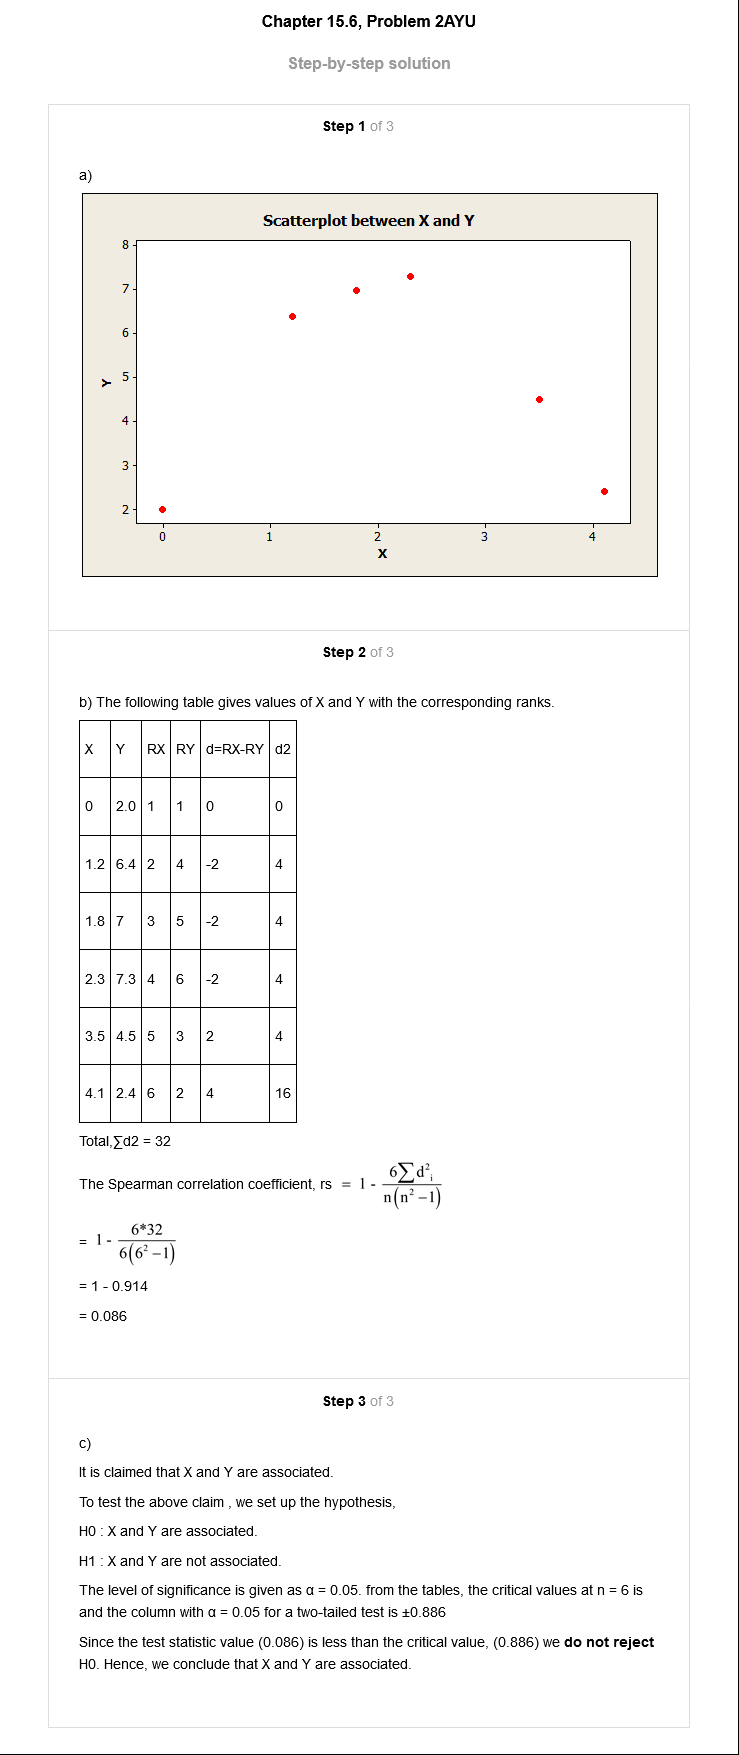 Chapter 15.6, Problem 2AYU
Step-by-step solution
Step 1 of 3
a)
Scatterplot between X and Y
8
7
6
5
4
3
2
Y
0 1 2 3 4
X
Step 2 of 3
b) The following table gives values of X and Y with the corresponding ranks.
X Y RX RY d=RX-RY d2
0 2.0 1 1 0 0
1.2 6.4 2 4 -2 4
1.8 7 3 5 -2 4
2.3 7.3 4 6 -2 4
3.5 4.5 5 3 2 4
4.1 2.4 6 2 4 16
Total,∑d2 = 32
The Spearman correlation coefficient, rs = 1 - 6∑d²ᵢ / n(n² –1)
= 1 - 6*32 / 6(6² –1)
= 1 - 0.914
= 0.086
Step 3 of 3
c)
It is claimed that X and Y are associated.
To test the above claim , we set up the hypothesis,
H0 : X and Y are associated.
H1 : X and Y are not associated.
The level of significance is given as α = 0.05. from the tables, the critical values at n = 6 is
and the column with α = 0.05 for a two-tailed test is ±0.886
Since the test statistic value (0.086) is less than the critical value, (0.886) we do not reject
H0. Hence, we conclude that X and Y are associated.